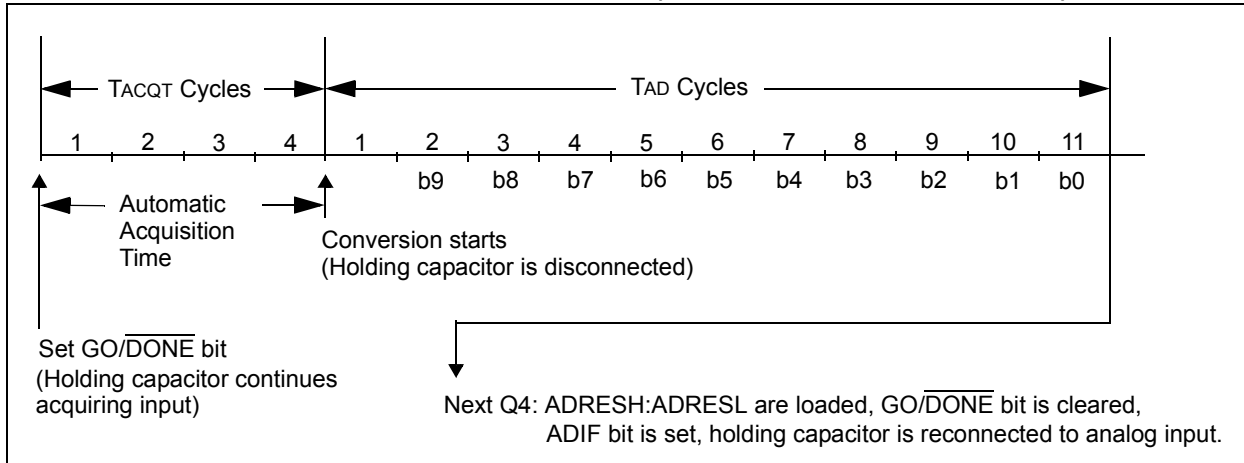 TACQT Cycles
TAD Cycles
1 2 3 4 1 2 3 4 5 6 7 8 9 10 11
b9 b8 b7 b6 b5 b4 b3 b2 b1 b0
Automatic
Acquisition
Time
Conversion starts
(Holding capacitor is disconnected)
Set GO/DONE bit
(Holding capacitor continues
acquiring input)
Next Q4: ADRESH:ADRESL are loaded, GO/DONE bit is cleared,
ADIF bit is set, holding capacitor is reconnected to analog input.